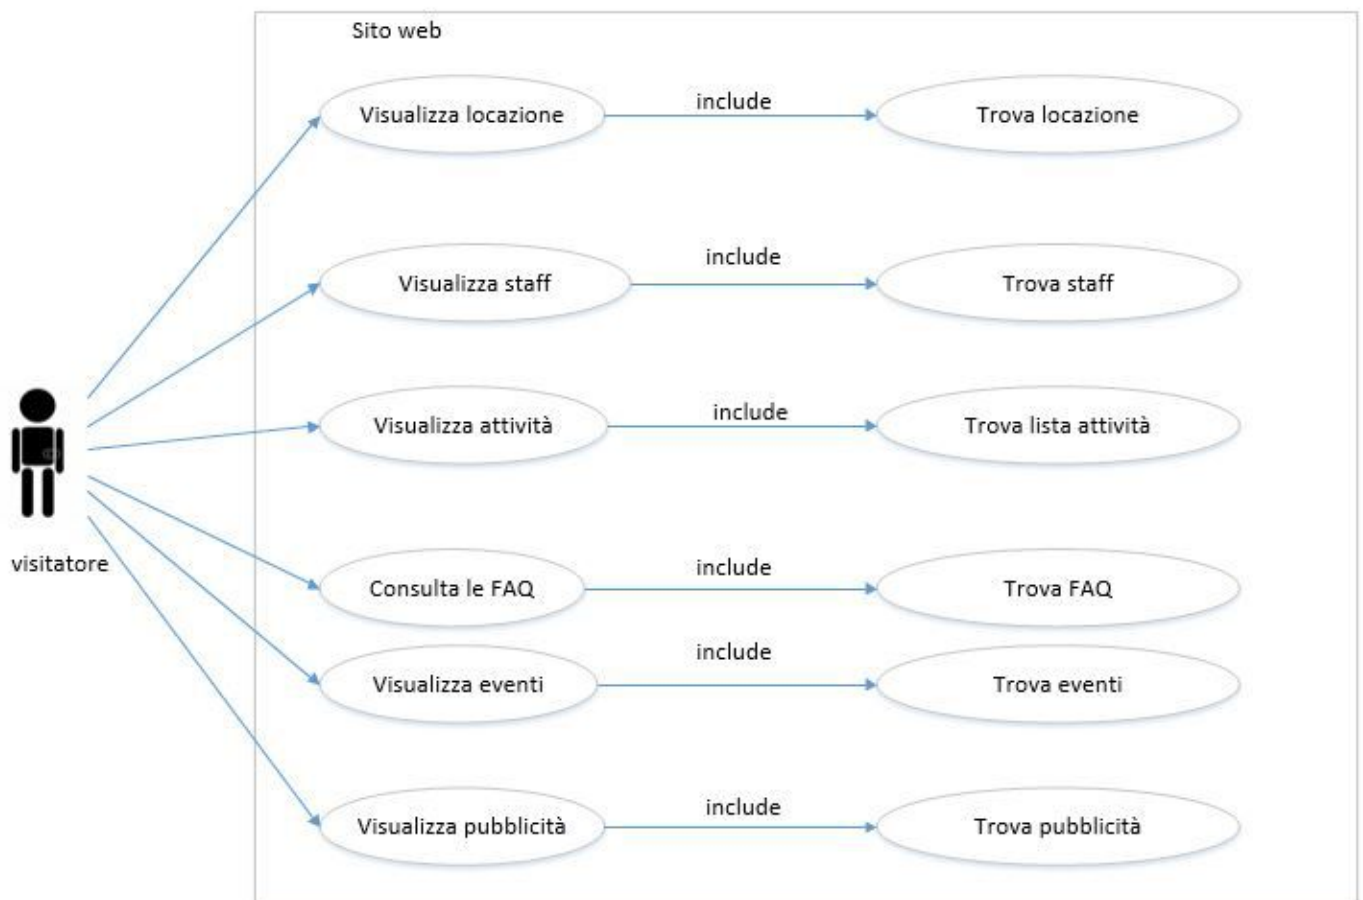 Sito web
Visualizza locazione
include
Trova locazione
Visualizza staff
include
Trova staff
Visualizza attività
include
Trova lista attività
visitatore
Consulta le FAQ
include
Trova FAQ
Visualizza eventi
include
Trova eventi
Visualizza pubblicità
include
Trova pubblicità